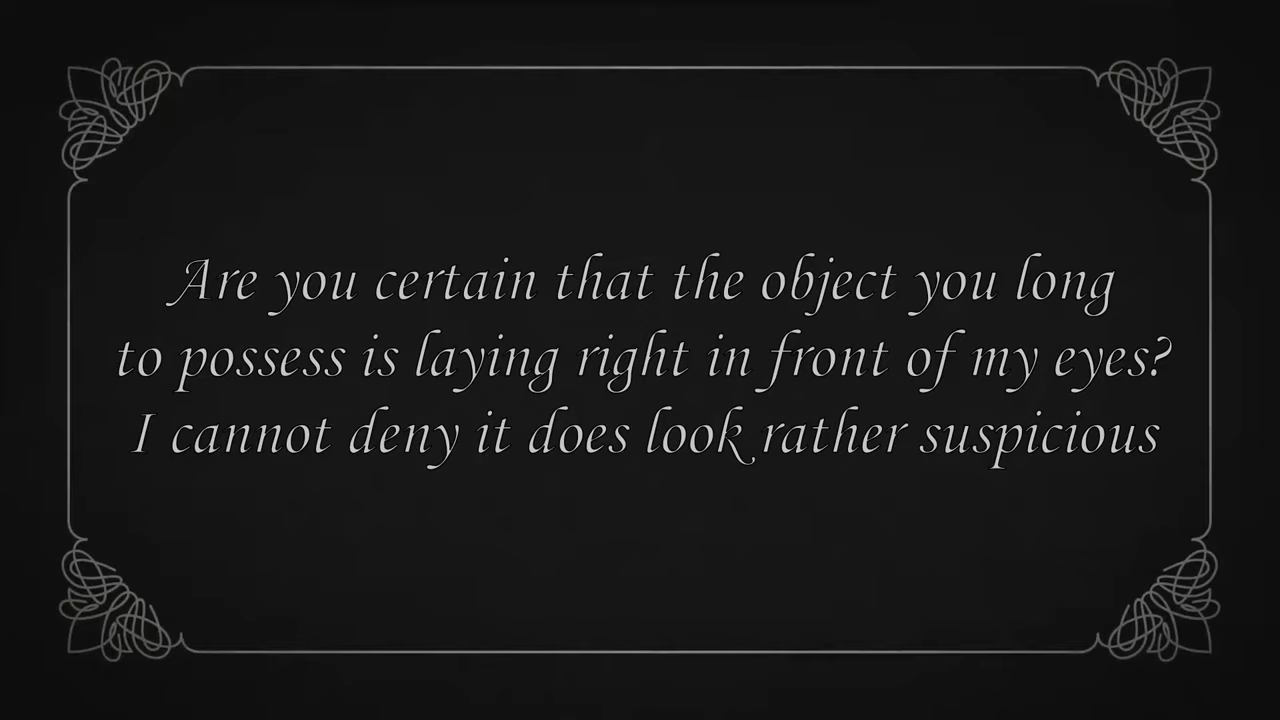 Are you certain that the object you long
to possess is laying right in front of my eyes?
I cannot deny it does look rather suspicious